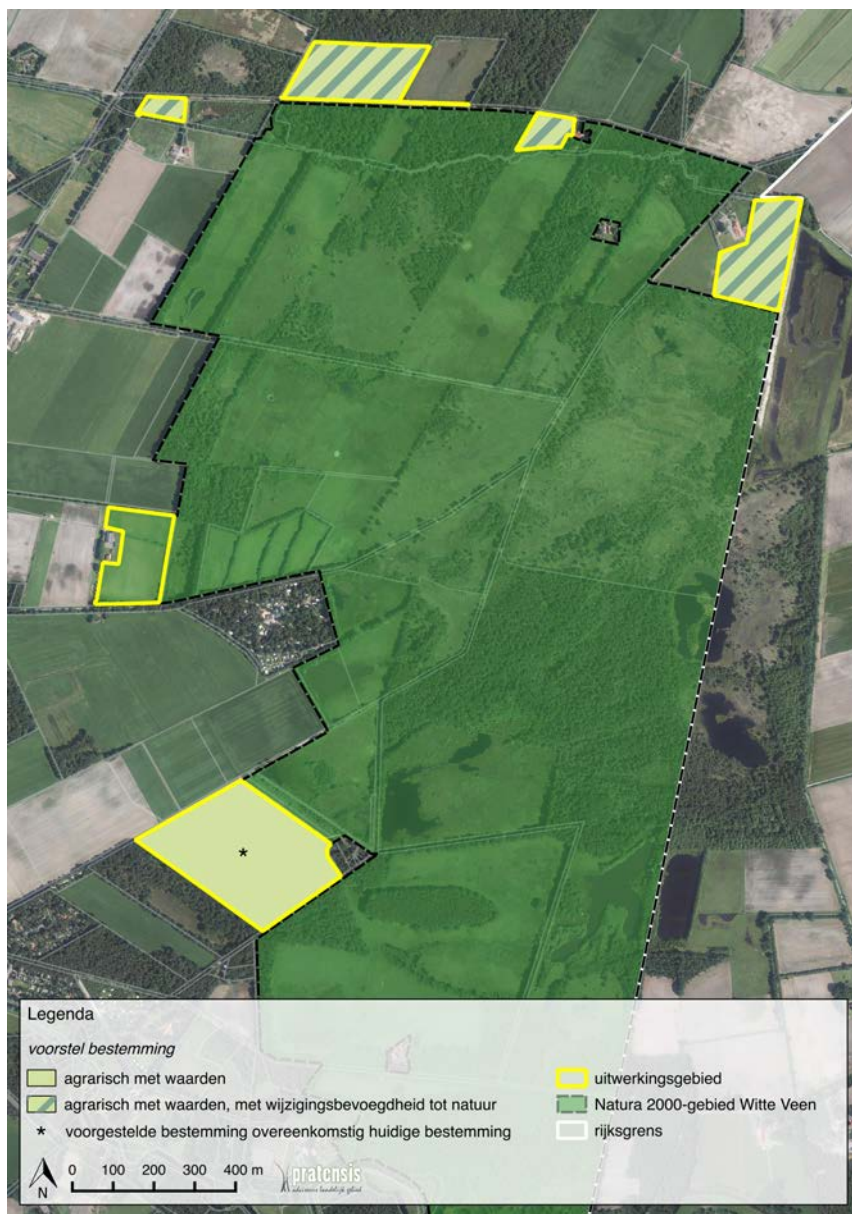 Legenda
voorstel bestemming
agrarisch met waarden
agrarisch met waarden, met wijzigingsbevoegdheid tot natuur
* voorgestelde bestemming overeenkomstig huidige bestemming
uitwerkingsgebied
Natura 2000-gebied Witte Veen
rijksgrens
N
0 100 200 300 400 m
pratensis
*